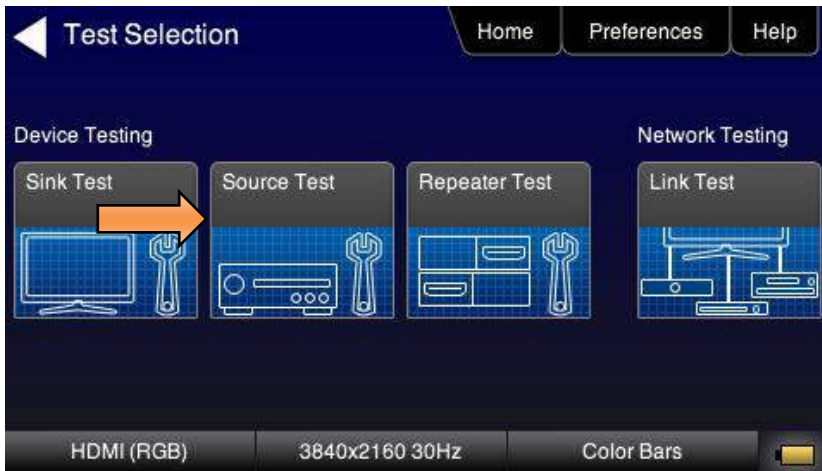 Test Selection
Home
Preferences
Help
Device Testing
Network Testing
Sink Test
Source Test
Repeater Test
Link Test
HDMI (RGB)
3840x2160 30Hz
Color Bars